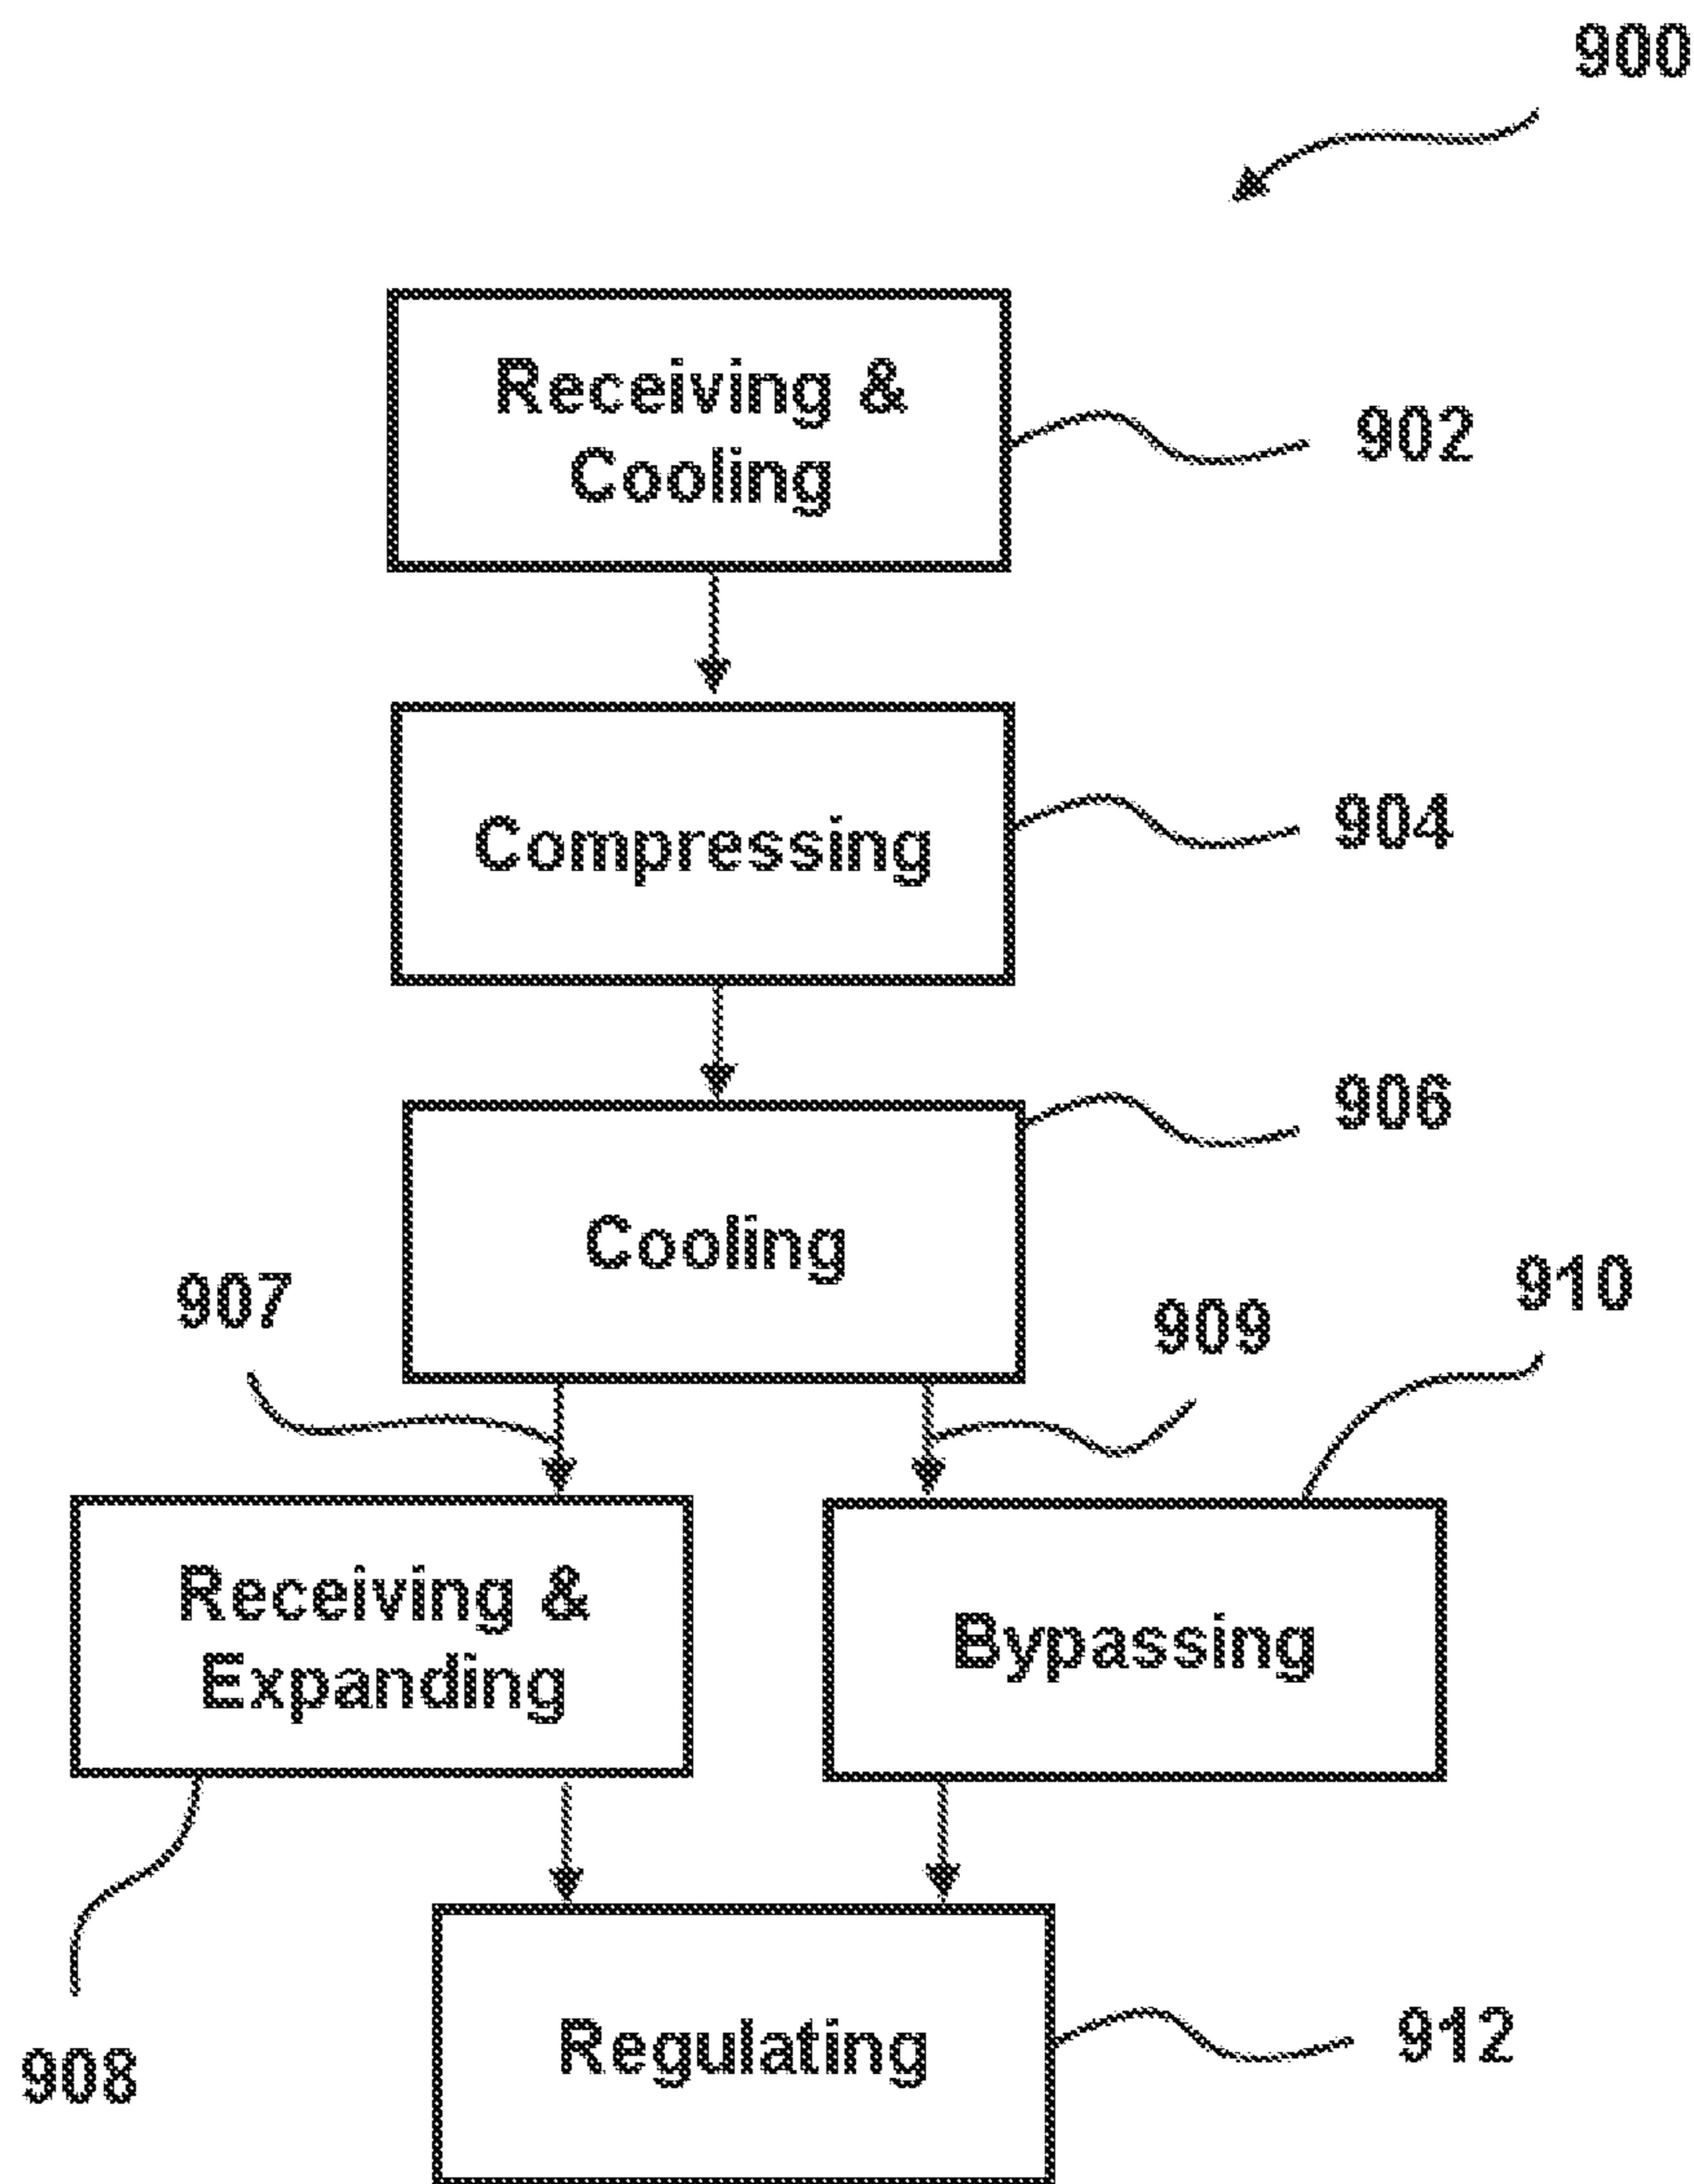 900
Receiving &
Cooling
902
Compressing
904
906
Cooling
907
909
910
Receiving &
Expanding
Bypassing
908
Regulating
912